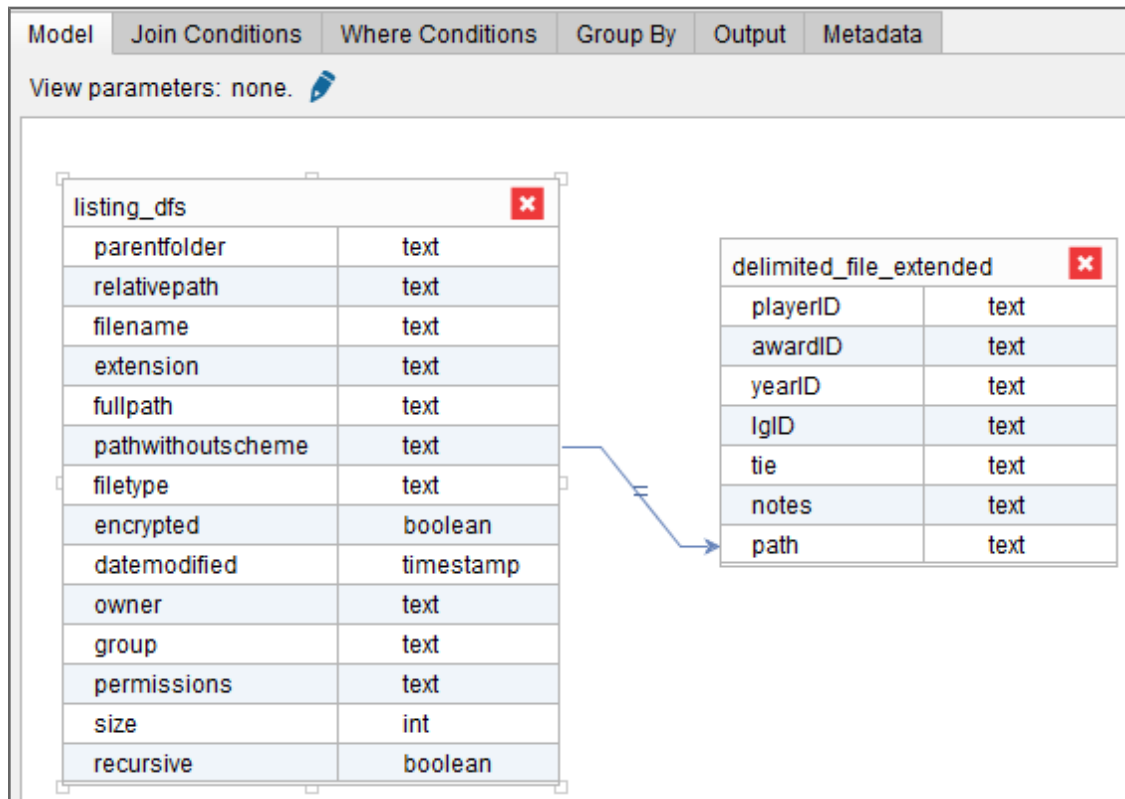 Model Join Conditions Where Conditions Group By Output Metadata
View parameters: none.
listing_dfs
parentfolder text
relativepath text
filename text
extension text
fullpath text
pathwithoutscheme text
filetype text
encrypted boolean
datemodified timestamp
owner text
group text
permissions text
size int
recursive boolean
delimited_file_extended
playerID text
awardID text
yearID text
lgID text
tie text
notes text
path text